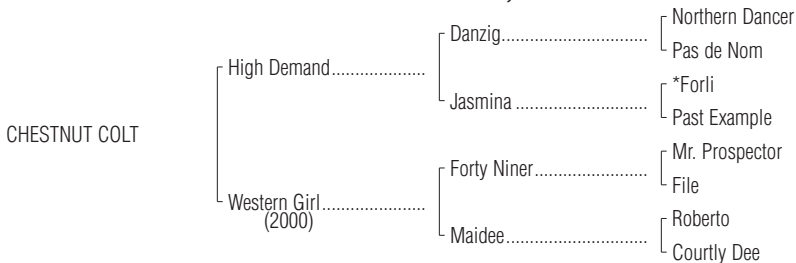 Northern Dancer
Danzig....................................
Pas de Nom
High Demand...................
*Forli
Jasmina .................................
Past Example
CHESTNUT COLT
Mr. Prospector
Forty Niner.............................
File
Western Girl.....................
(2000)
Roberto
Maidee....................................
Courtly Dee